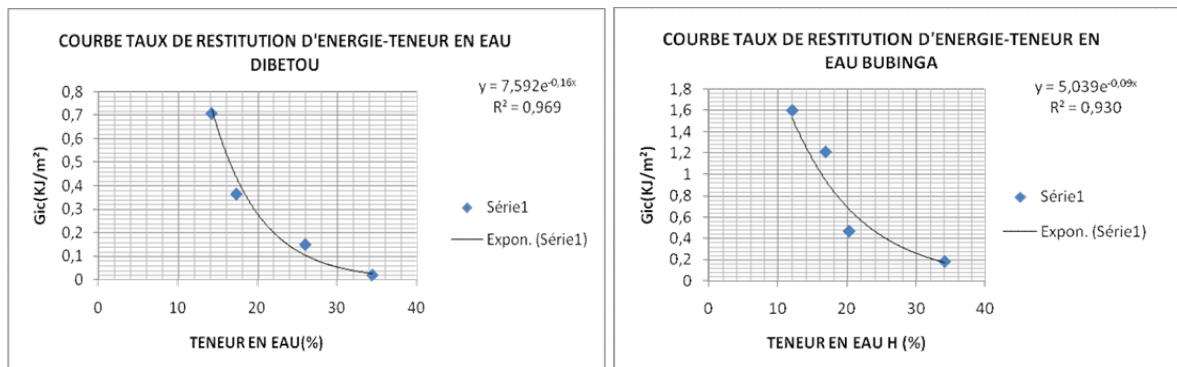 COURBE TAUX DE RESTITUTION D'ENERGIE-TENEUR EN EAU
DIBETOU
y = 7,592e-0,16x
R² = 0,969
Gic(KJ/m²)
0,8
0,7
0,6
0,5
0,4
0,3
0,2
0,1
0
0 10 20 30 40
TENEUR EN EAU(%)
Série1
Expon. (Série1)
COURBE TAUX DE RESTITUTION D'ENERGIE-TENEUR EN
EAU BUBINGA
y = 5,039e-0,09x
R² = 0,930
Gic(KJ/m²)
1,8
1,6
1,4
1,2
1
0,8
0,6
0,4
0,2
0
0 10 20 30 40
TENEUR EN EAU H (%)
Série1
Expon. (Série1)